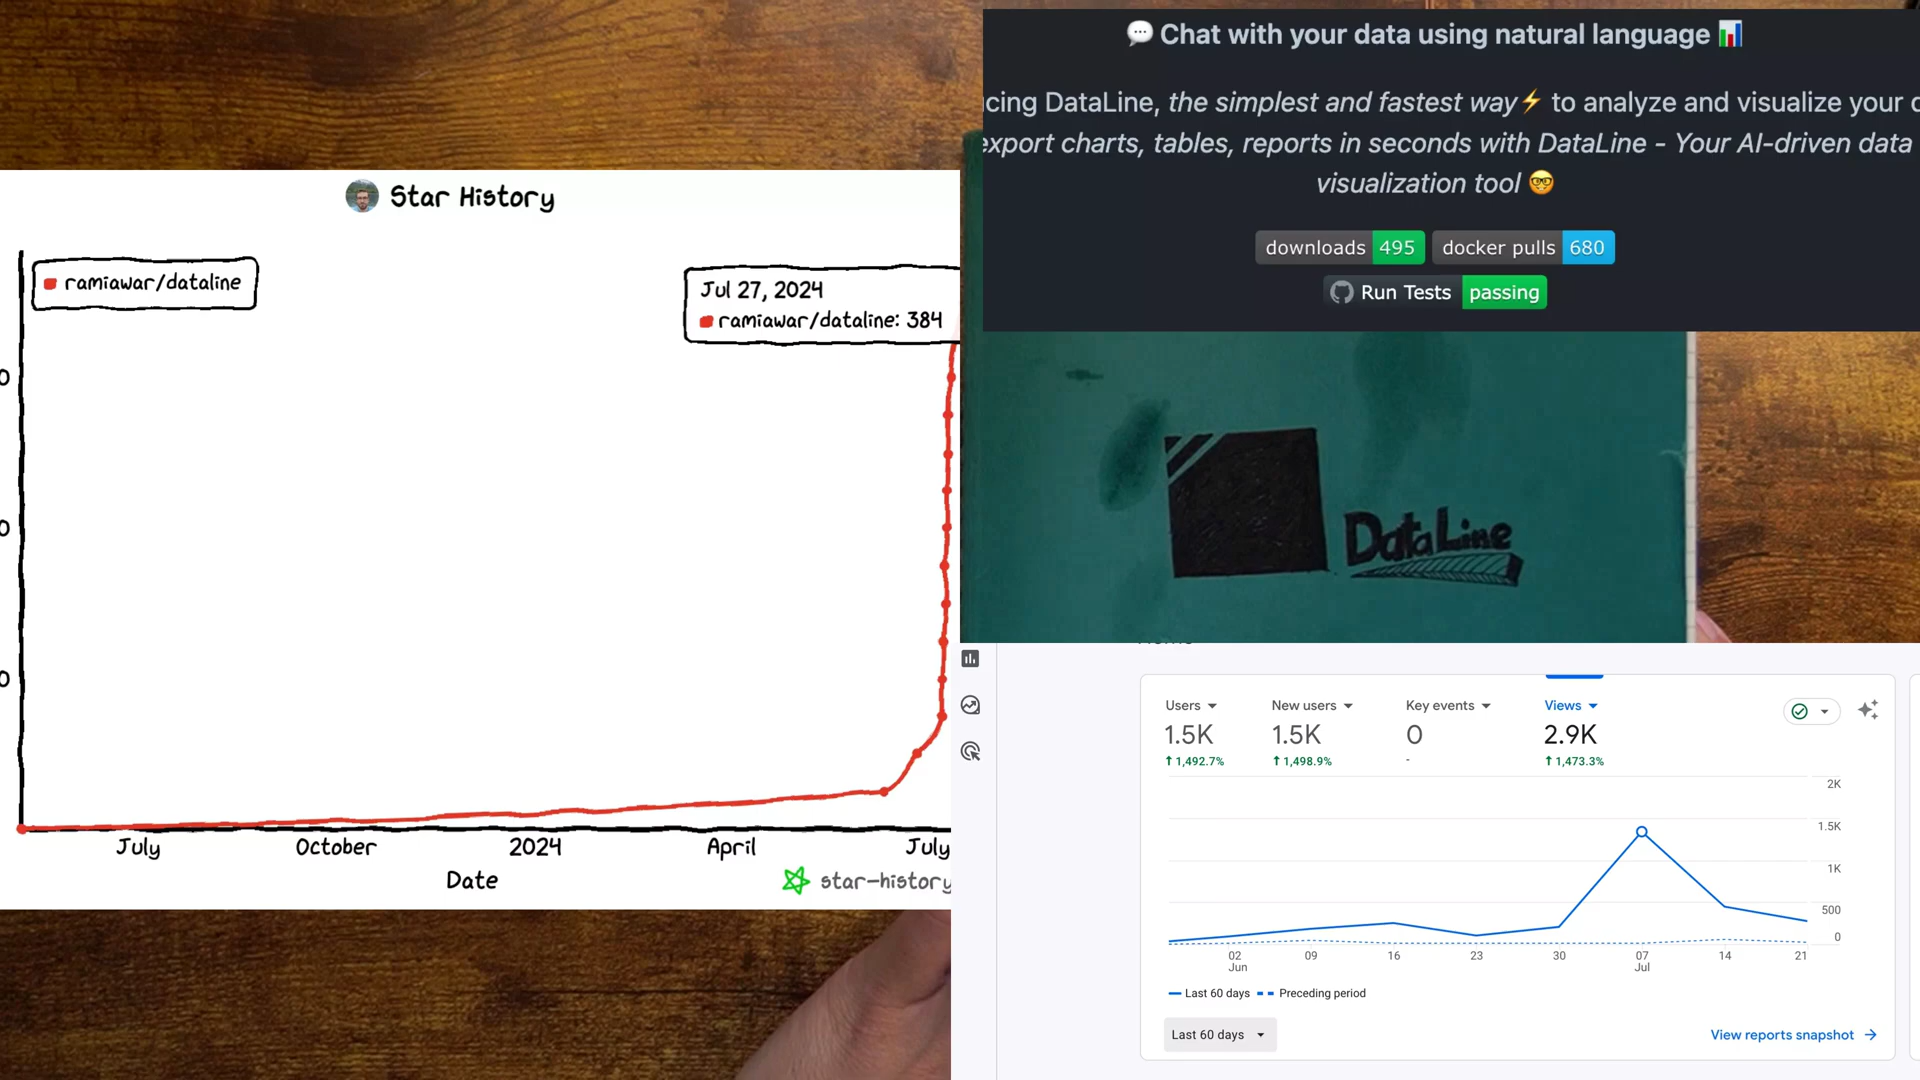 Star History
ramiawar/dataline
Jul 27, 2024
ramiawar/dataline: 384
0
0
0
July
October
2024
April
July
Date
star-history
Chat with your data using natural language
cing DataLine, the simplest and fastest way⚡ to analyze and visualize your
export charts, tables, reports in seconds with DataLine - Your AI-driven data
visualization tool
downloads 495
docker pulls 680
Run Tests passing
DataLine
Users
New users
Key events
Views
1.5K
1.5K
0
2.9K
1,492.7%
1,498.9%
-
1,473.3%
2K
1.5K
1K
500
0
02
Jun
09
16
23
30
07
Jul
14
21
Last 60 days
Preceding period
Last 60 days
View reports snapshot